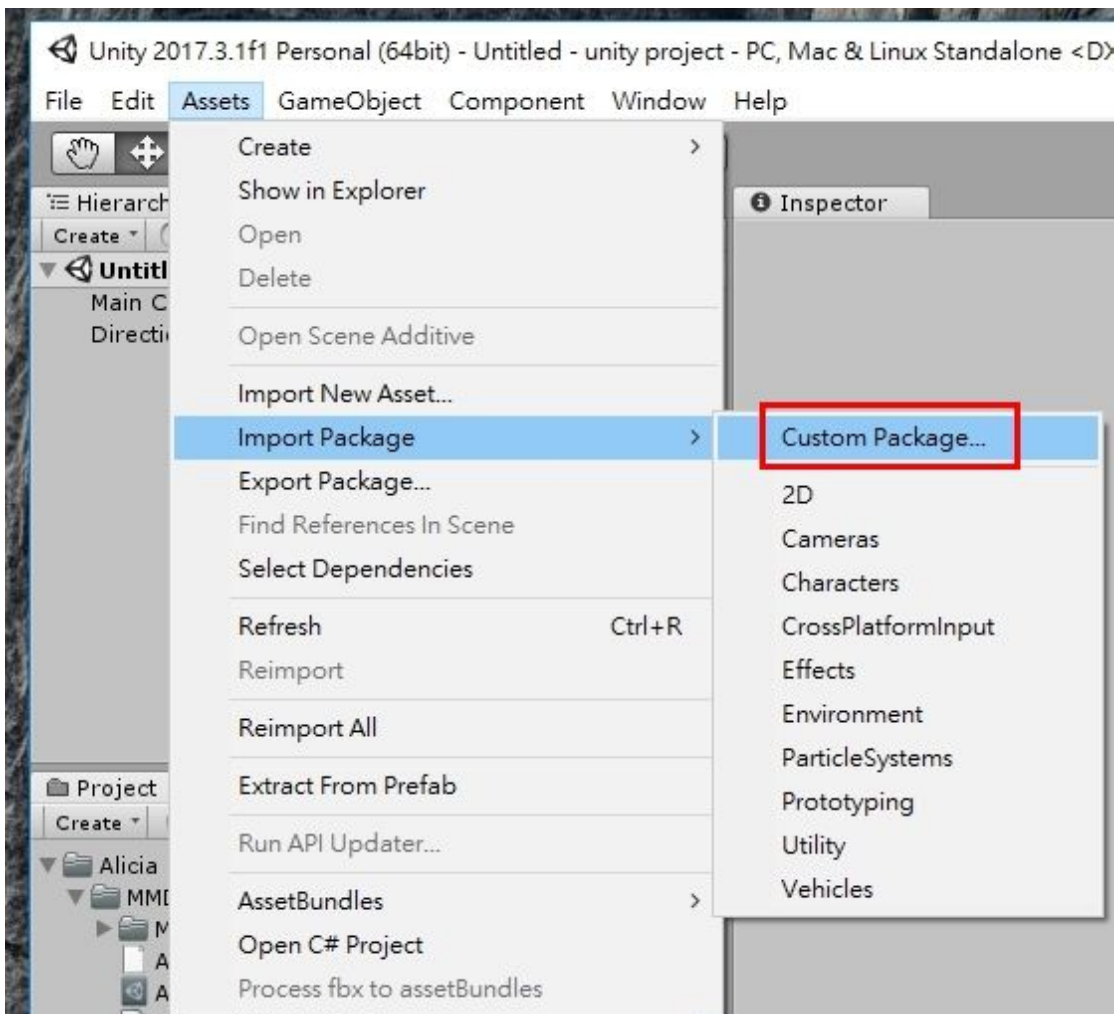 Unity 2017.3.1f1 Personal (64bit) - Untitled - unity project - PC, Mac & Linux Standalone <DX
File Edit Assets GameObject Component Window Help
Hierarch
Create
Untitl
Main C
Directi
Create
Show in Explorer
Open
Delete
Open Scene Additive
Import New Asset...
Import Package
Export Package...
Find References In Scene
Select Dependencies
Refresh Ctrl+R
Reimport
Reimport All
Extract From Prefab
Run API Updater...
AssetBundles
Open C# Project
Process fbx to assetBundles
Inspector
Custom Package...
2D
Cameras
Characters
CrossPlatformInput
Effects
Environment
ParticleSystems
Prototyping
Utility
Vehicles
Project
Create
Alicia
MMD
M
A
A